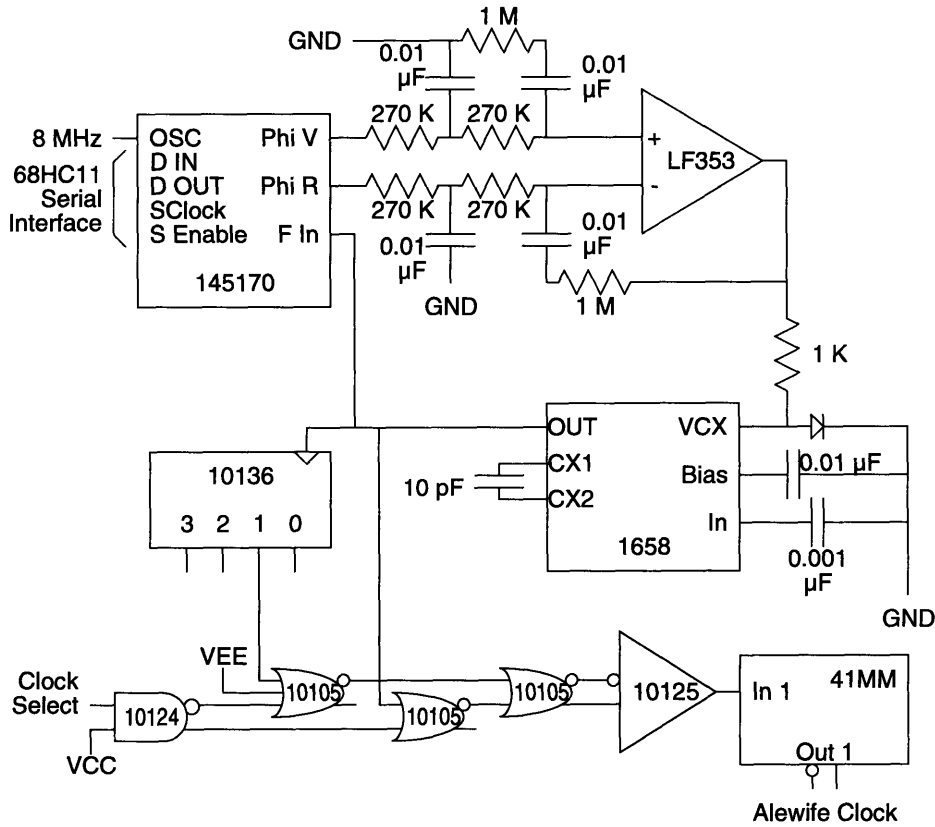 1 M
GND
0.01
µF
0.01
µF
270 K
270 K
8 MHz
OSC
Phi V
+
LF353
D IN
68HC11
Serial
Interface
D OUT
Phi R
-
SClock
270 K
270 K
S Enable
F In
0.01
µF
0.01
µF
145170
GND
1 M
1 K
OUT
VCX
10136
CX1
0.01 µF
10 pF
Bias
CX2
3 2 1 0
In
1658
0.001
µF
GND
VEE
Clock
Select
10105
10105
10125
In 1
41MM
10124
10105
VCC
Out 1
Alewife Clock